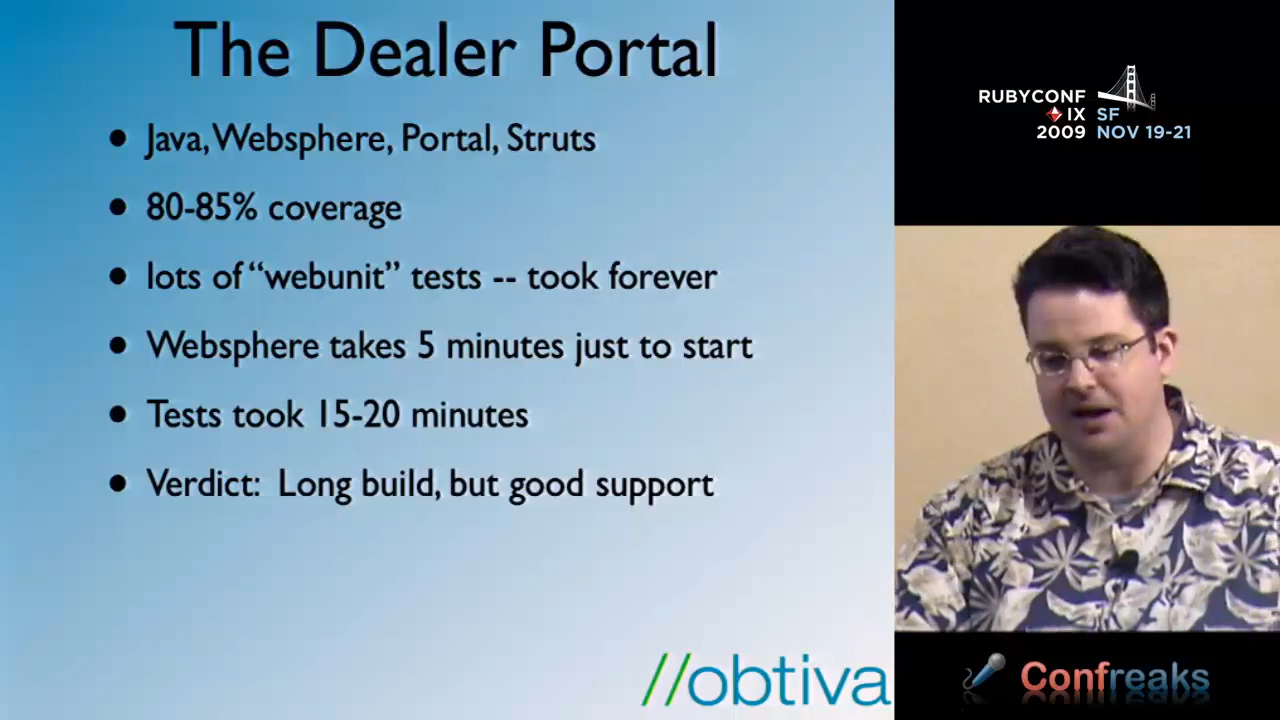 The Dealer Portal
• Java, Websphere, Portal, Struts
• 80-85% coverage
• lots of “webunit” tests -- took forever
• Websphere takes 5 minutes just to start
• Tests took 15-20 minutes
• Verdict: Long build, but good support
//obtiva
RUBYCONF
IX SF
2009 NOV 19-21
Confreaks